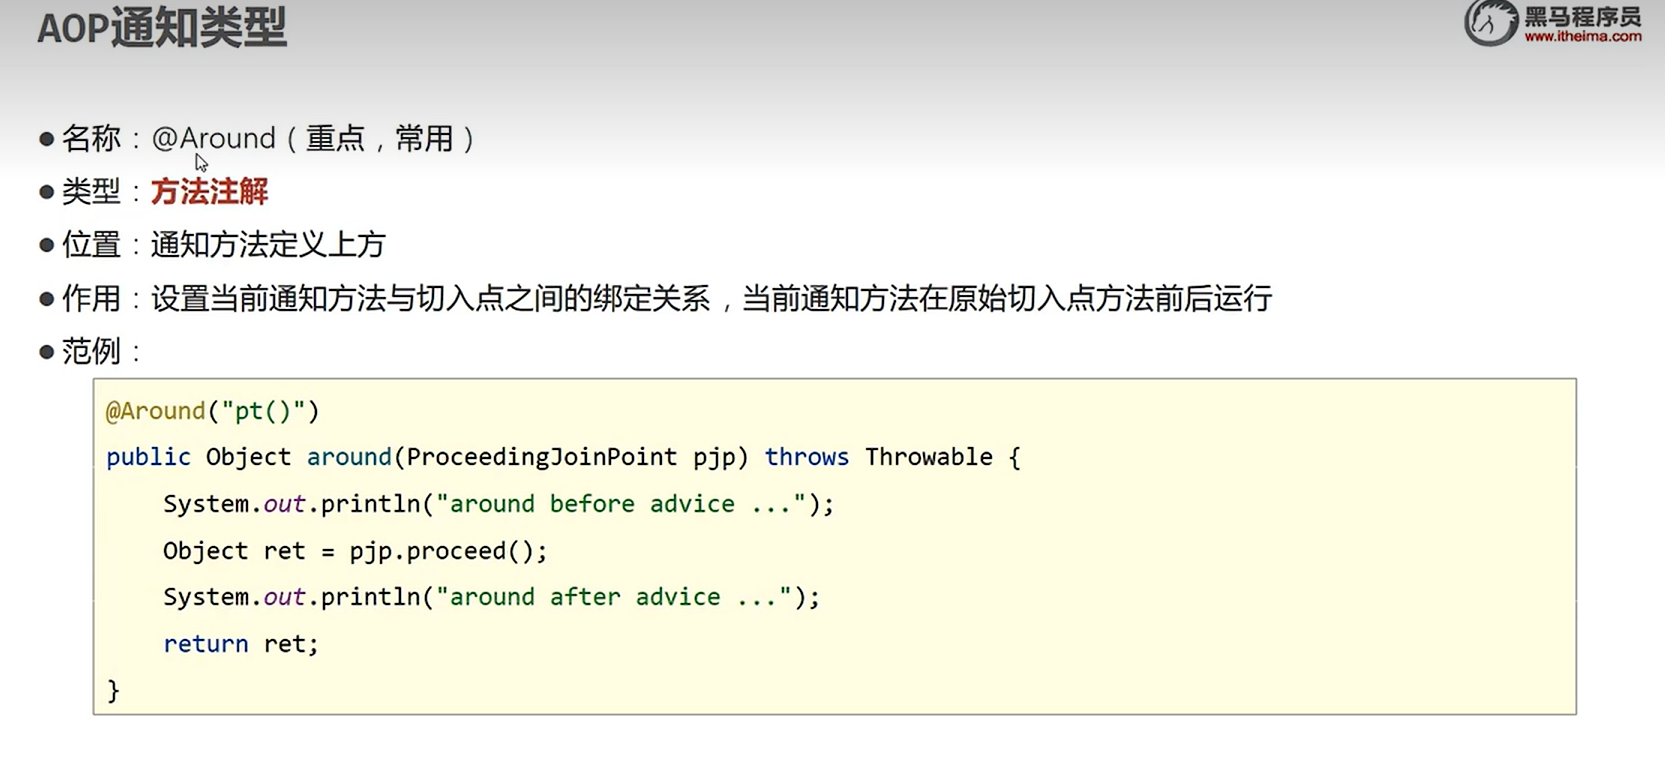 AOP通知类型
黑马程序员
www.itheima.com
● 名称：@Around（重点，常用）
● 类型：方法注解
● 位置：通知方法定义上方
● 作用：设置当前通知方法与切入点之间的绑定关系，当前通知方法在原始切入点方法前后运行
● 范例：
@Around("pt()")
public Object around(ProceedingJoinPoint pjp) throws Throwable {
    System.out.println("around before advice ...");
    Object ret = pjp.proceed();
    System.out.println("around after advice ...");
    return ret;
}